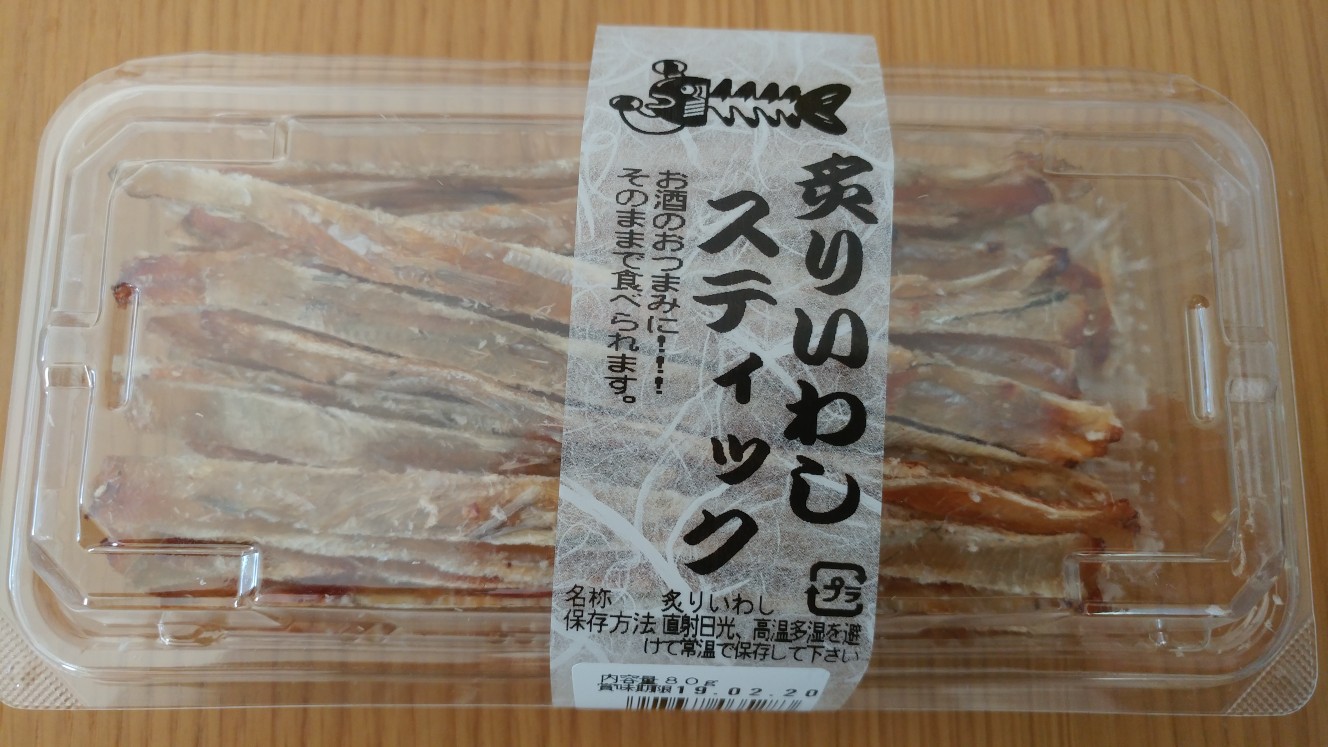 炙りいわし
スティック
お酒のおつまみに!!!
そのままで食べられます。
プラ
名称 炙りいわし
保存方法 直射日光、高温多湿を避
けて常温で保存して下さい
内容量80g
賞味期限19.02.20